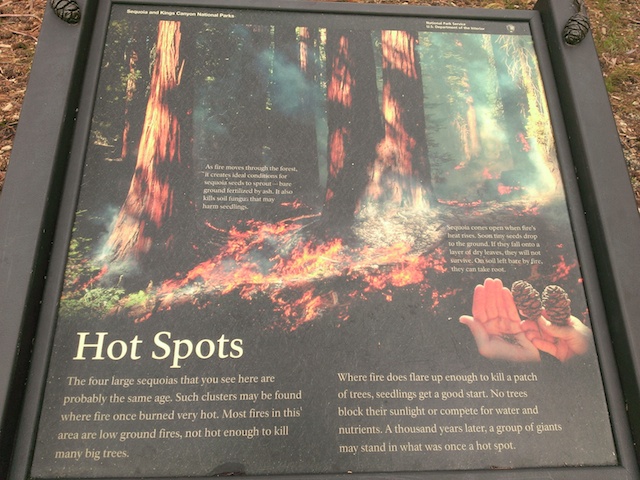 Sequoia and Kings Canyon National Parks
National Park Service
U.S. Department of the Interior
As fire moves through the forest,
it creates ideal conditions for
sequoia seeds to sprout—bare
ground fertilized by ash. It also
kills soil fungus that may
harm seedlings.
Sequoia cones open when fire's
heat rises. Soon tiny seeds drop
to the ground. If they fall onto a
layer of dry leaves, they will not
survive. On soil left bare by fire,
they can take root.
Hot Spots
The four large sequoias that you see here are
probably the same age. Such clusters may be found
where fire once burned very hot. Most fires in this
area are low ground fires, not hot enough to kill
many big trees.
Where fire does flare up enough to kill a patch
of trees, seedlings get a good start. No trees
block their sunlight or compete for water and
nutrients. A thousand years later, a group of giants
may stand in what was once a hot spot.